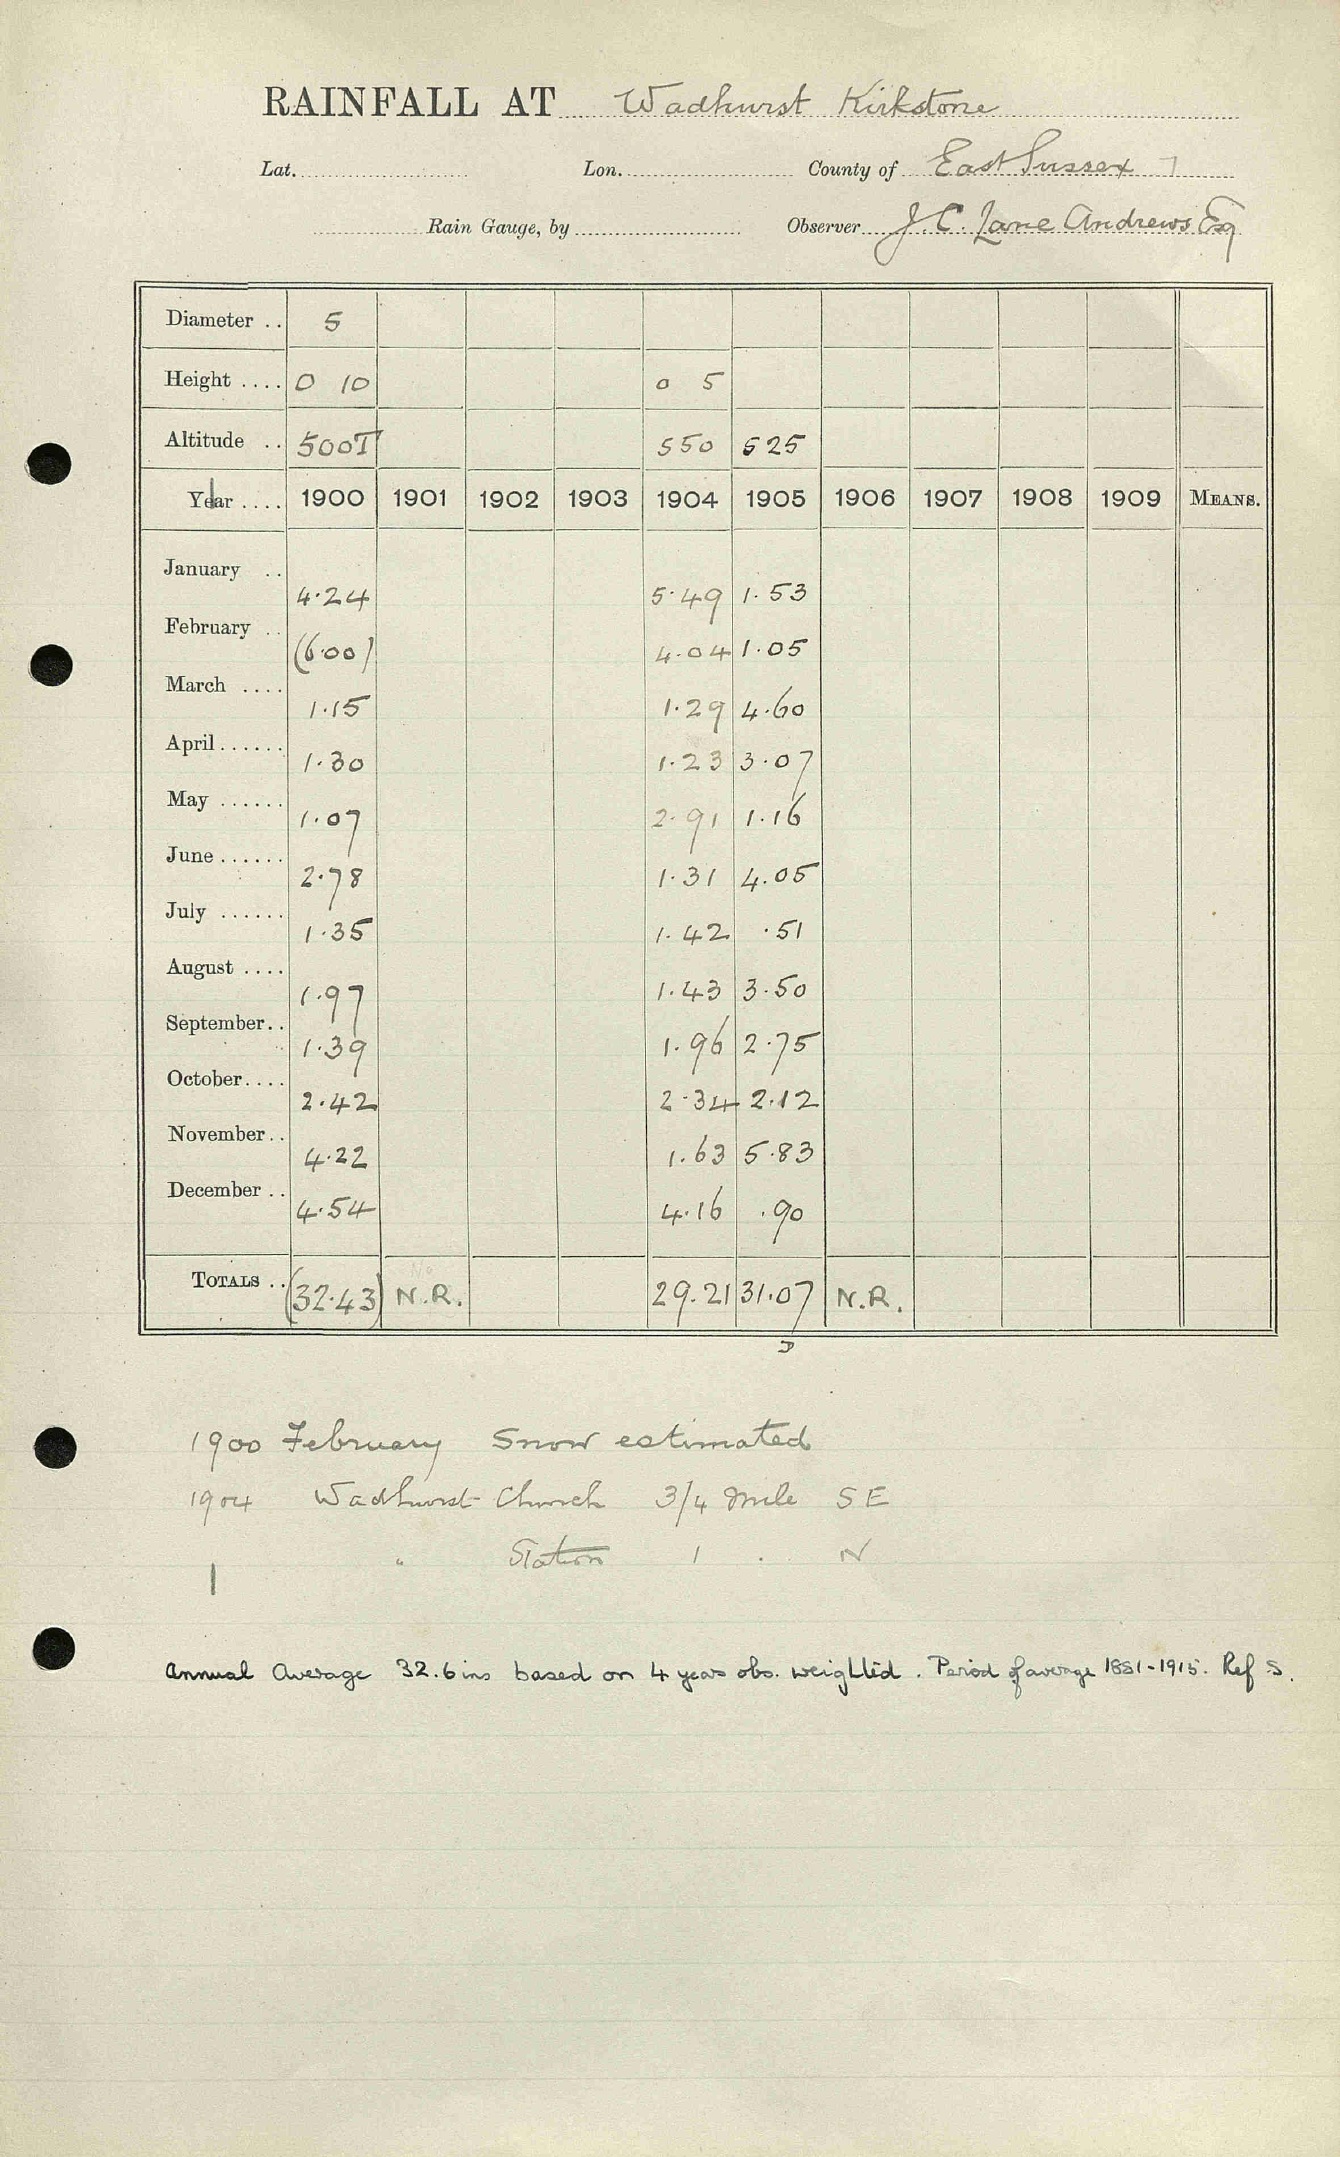 RAINFALL AT Wadhurst Kirkstone
Lat. Lon. County of East Sussex 7
Rain Gauge, by Observer J. C. Lane Andrews Esq
Diameter .. 5
Height .... 0 10 0 5
Altitude .. 500T 550 525
Year .... 1900 1901 1902 1903 1904 1905 1906 1907 1908 1909 MEANS.
January .. 4.24 5.49 1.53
February .. (6.00) 4.04 1.05
March .... 1.15 1.29 4.60
April ...... 1.30 1.23 3.07
May ...... 1.07 2.91 1.16
June ...... 2.78 1.31 4.05
July ...... 1.35 1.42 .51
August .... 1.97 1.43 3.50
September.. 1.39 1.96 2.75
October.... 2.42 2.34 2.12
November.. 4.22 1.63 5.83
December .. 4.54 4.16 .90
TOTALS .. (32.43) N.R. 29.21 31.07 N.R.
1900 February Snow estimated
1904 Wadhurst Church 3/4 Mile SE
" Station 1 . N
Annual Average 32.6 ins based on 4 years obs. weighted. Period of average 1881-1915. Ref S.